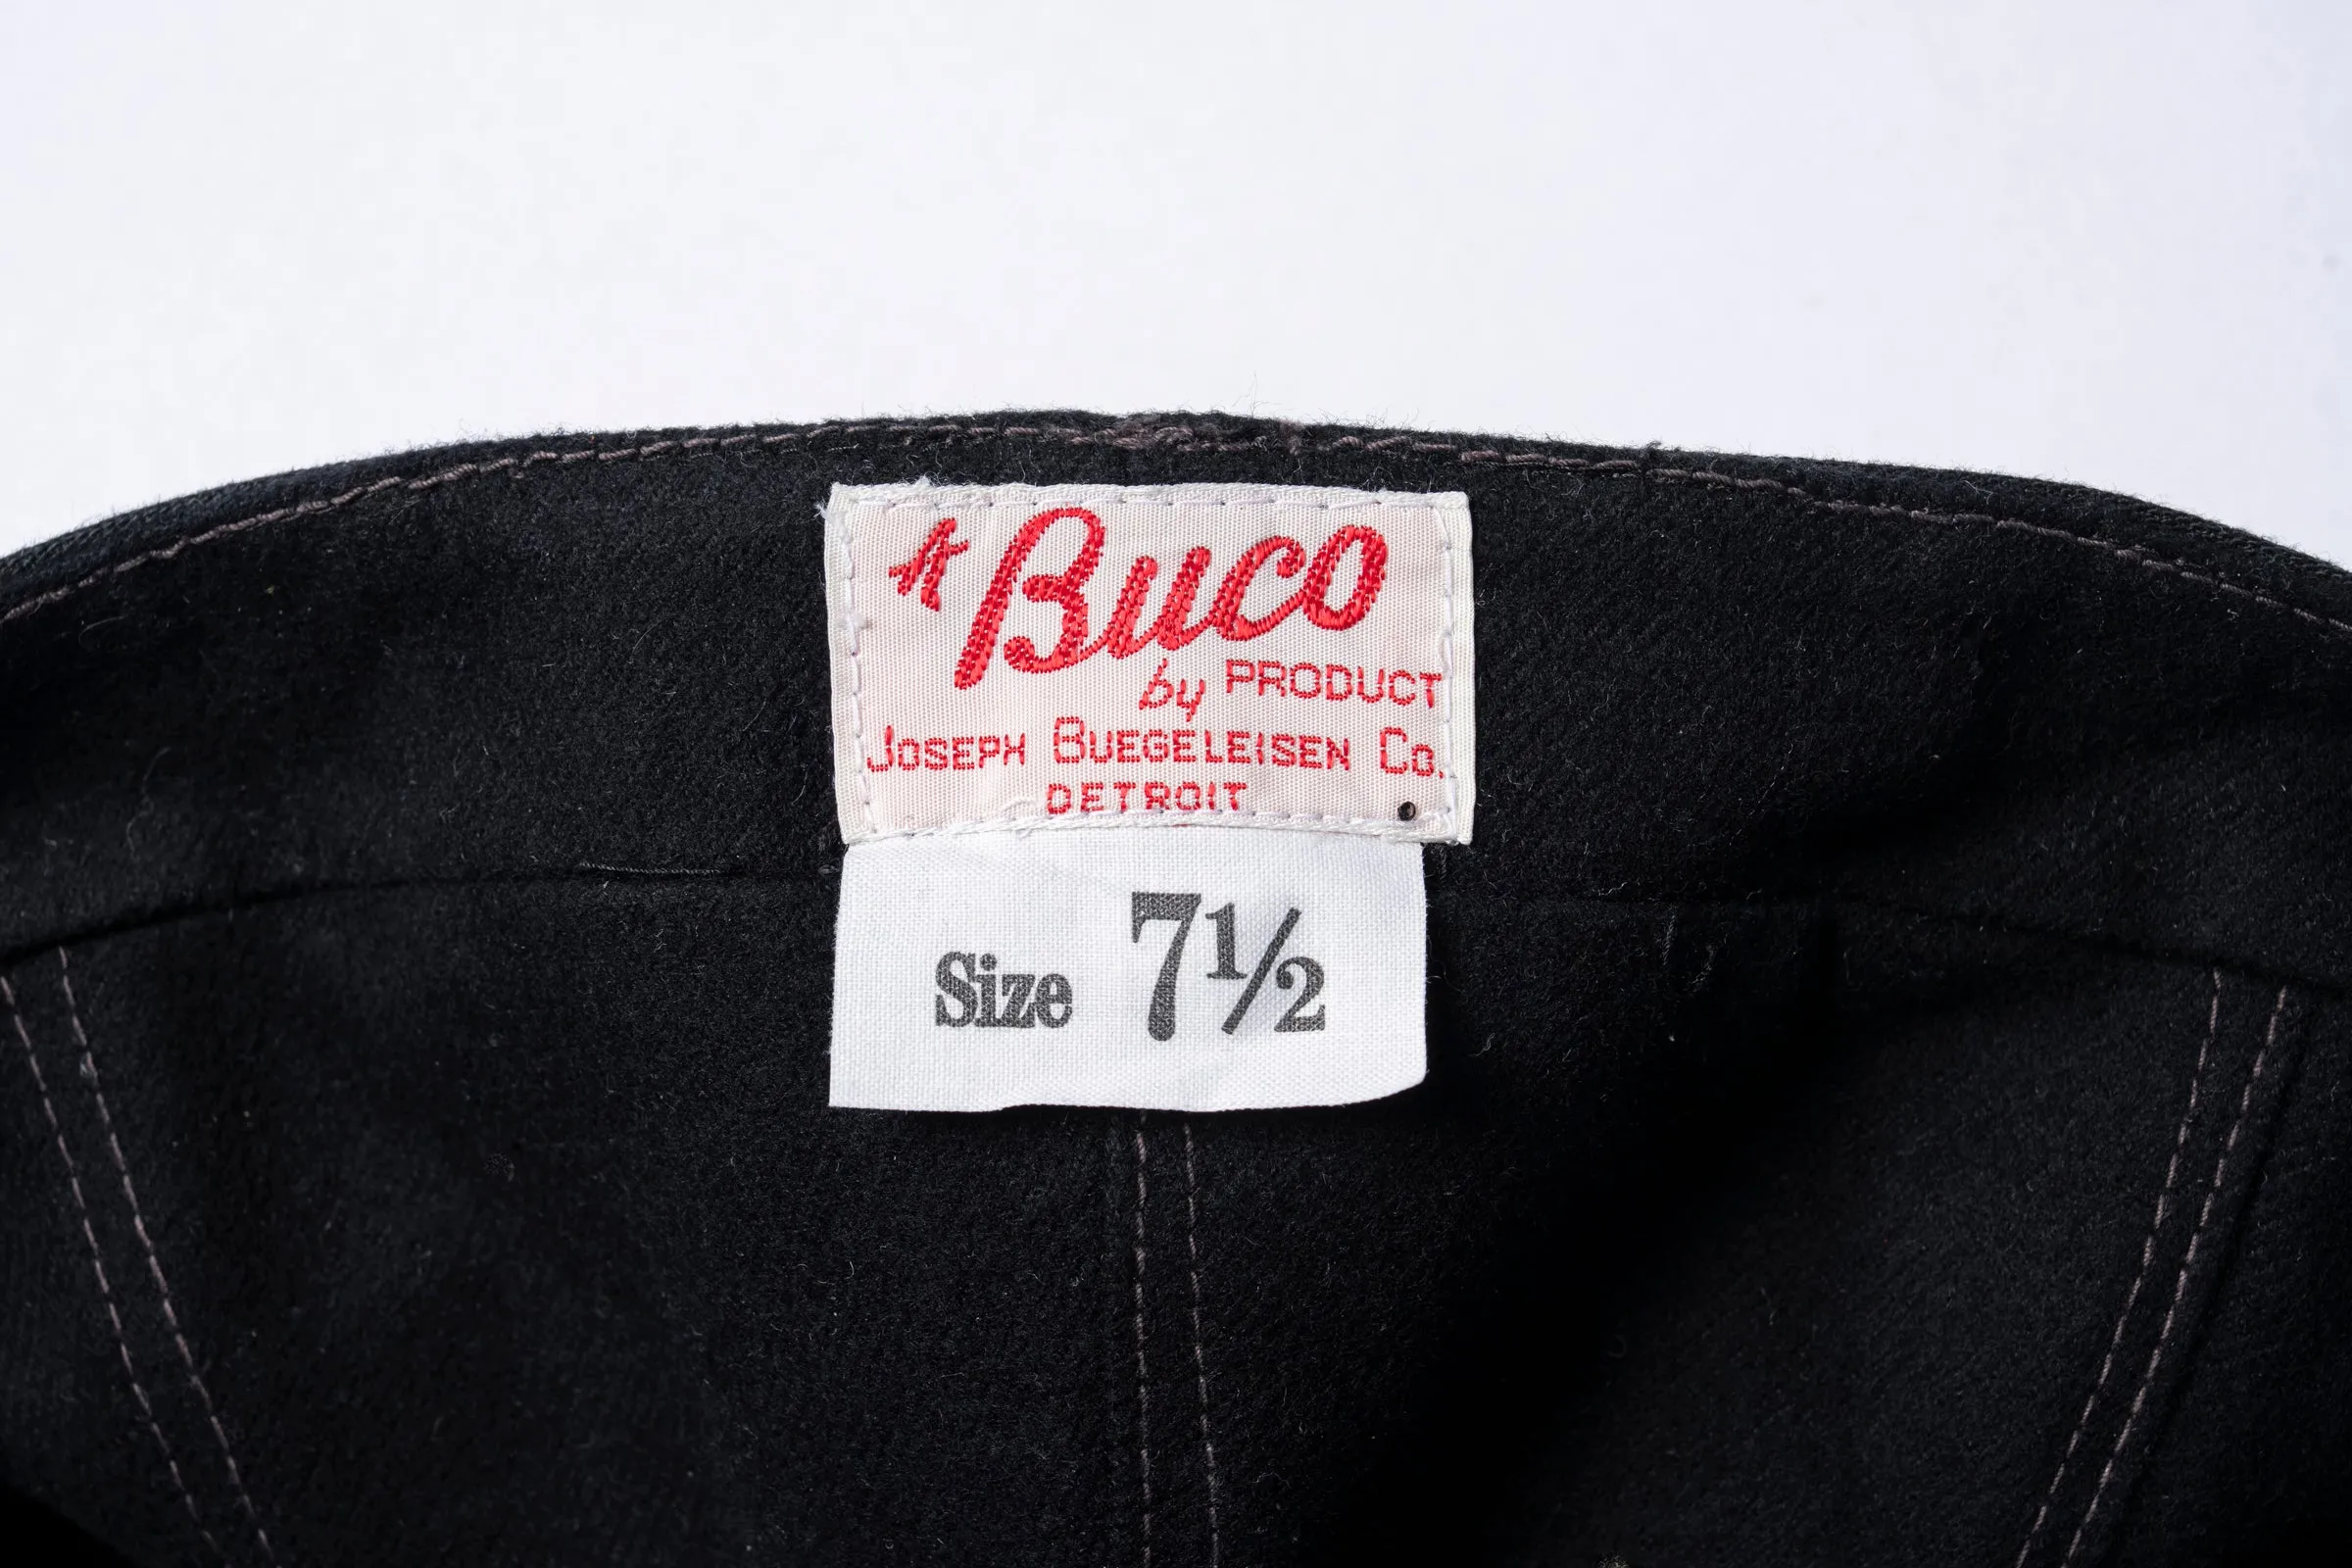 A Buco
by PRODUCT
JOSEPH BUEGELEISEN CO.
DETROIT
Size 7½